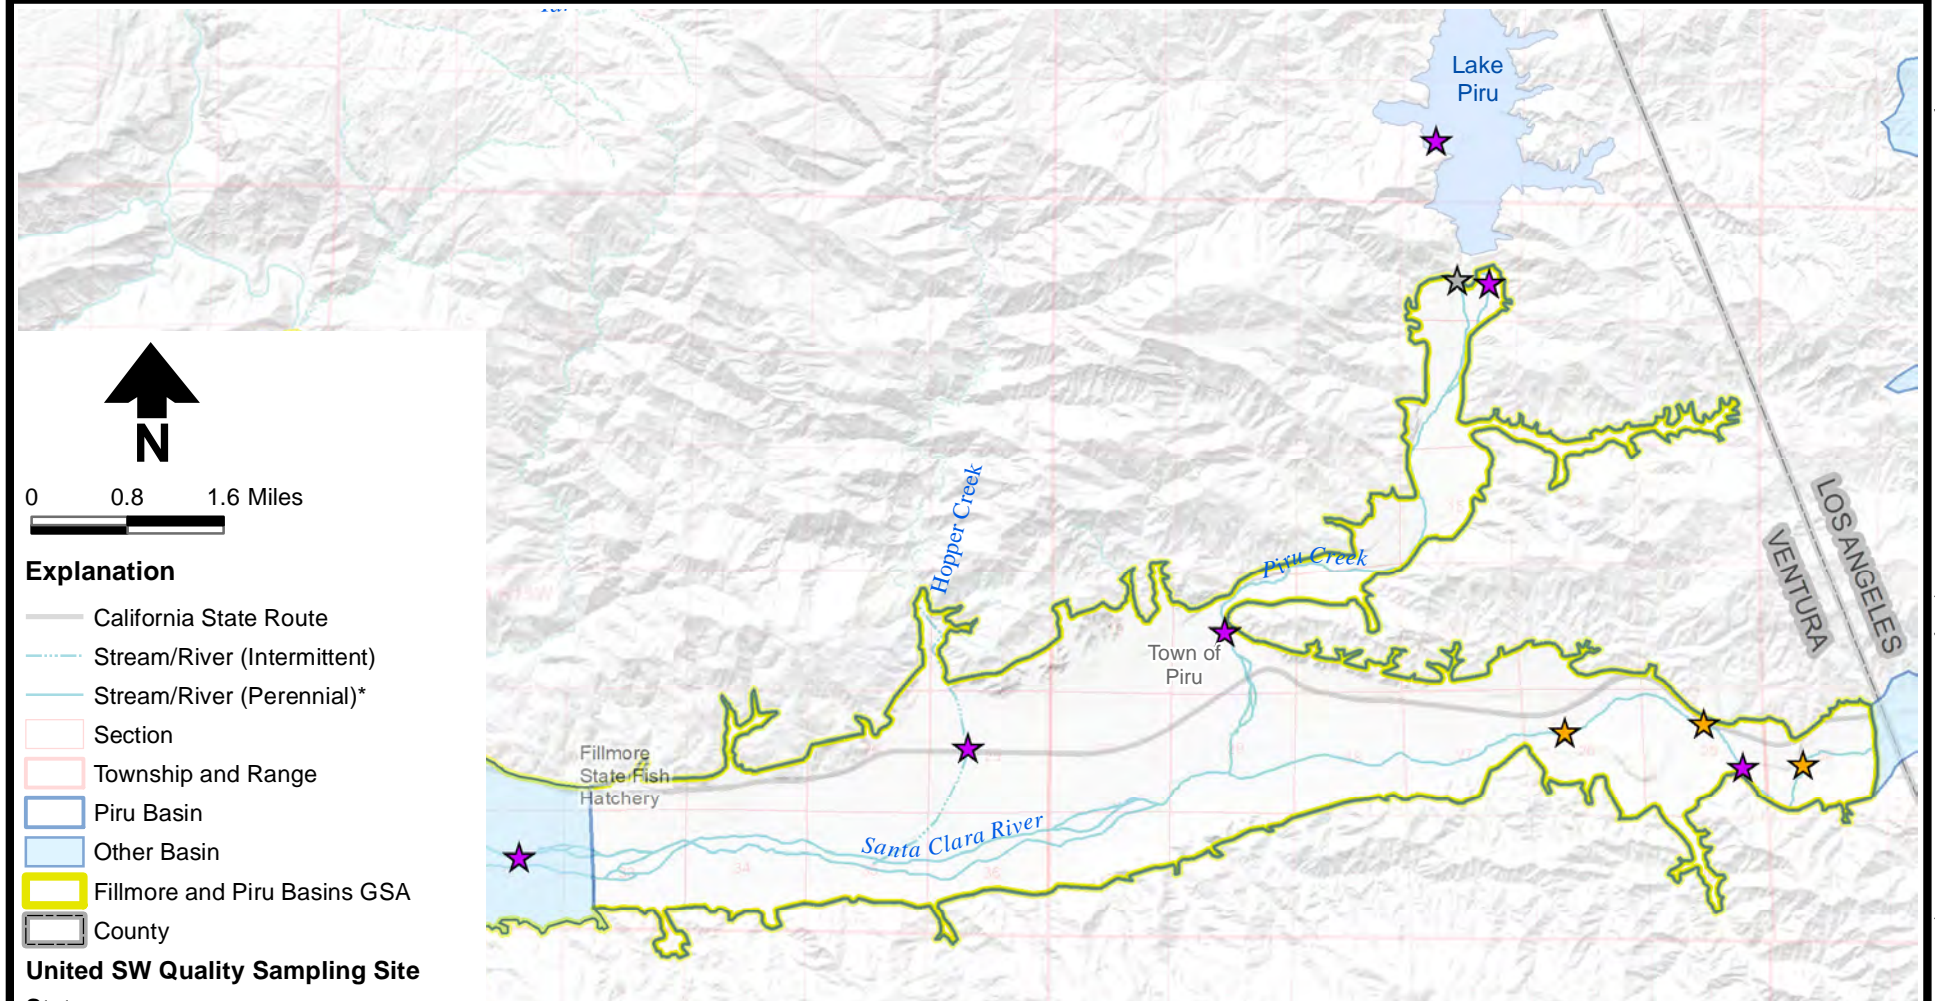 Lake
Piru
N
0 0.8 1.6 Miles
Explanation
California State Route
Stream/River (Intermittent)
Stream/River (Perennial)*
Section
Township and Range
Piru Basin
Other Basin
Fillmore and Piru Basins GSA
County
United SW Quality Sampling Site
Hopper Creek
Piru Creek
Town of
Piru
Fillmore
State Fish
Hatchery
Santa Clara River
LOS ANGELES
VENTURA
34
36